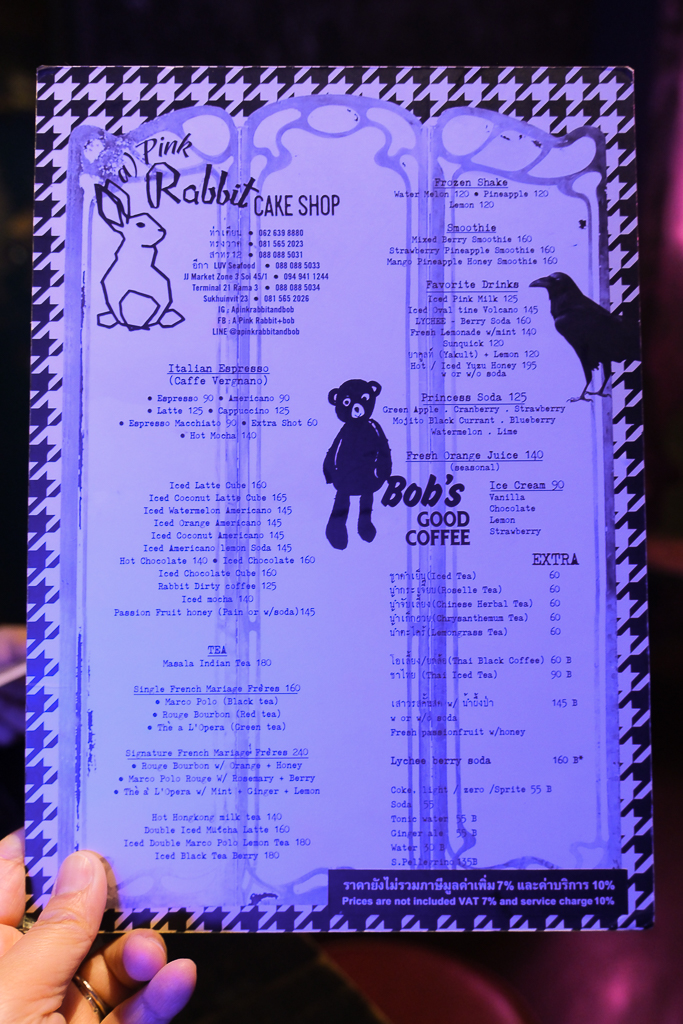 (a) Pink
Rabbit CAKE SHOP
ท่าเตียน • 062 639 8880
ทรงวาด • 081 565 2023
สาทร 12 • 088 088 5031
อีกา LUV Seafood • 088 088 5033
JJ Market Zone 3 Soi 45/1 • 094 941 1244
Terminal 21 Rama 3 • 088 088 5034
Sukhumvit 23 • 081 565 2026
IG : Apinkrabbitandbob
FB : A Pink Rabbit+bob
LINE @apinkrabbitandbob
Italian Espresso
(Caffe Vergnano)
• Espresso 90 • Americano 90
• Latte 125 • Cappuccino 125
• Espresso Macchiato 90 • Extra Shot 60
• Hot Mocha 140
Iced Latte Cube 160
Iced Coconut Latte Cube 165
Iced Watermelon Americano 145
Iced Orange Americano 145
Iced Coconut Americano 145
Iced Americano lemon Soda 145
Hot Chocolate 140 • Iced Chocolate 160
Iced Chocolate Cube 160
Rabbit Dirty coffee 125
Iced mocha 140
Passion Fruit honey (Pain or w/soda)145
TEA
Masala Indian Tea 180
Single French Mariage Frères 160
• Marco Polo (Black tea)
• Rouge Bourbon (Red tea)
• Thè a L'Opera (Green tea)
Signature French Mariage Frères 240
• Rouge Bourbon w/ Orange + Honey
• Marco Polo Rouge W/ Rosemary + Berry
• Thè a L'Opera w/ Mint + Ginger + Lemon
Hot Hongkong milk tea 140
Double Iced Matcha Latte 160
Iced Double Marco Polo Lemon Tea 180
Iced Black Tea Berry 180
Frozen Shake
Water Melon 120 • Pineapple 120
Lemon 120
Smoothie
Mixed Berry Smoothie 160
Strawberry Pineapple Smoothie 160
Mango Pineapple Honey Smoothie 160
Favorite Drinks
Iced Pink Milk 125
Iced Oval tine Volcano 145
LYCHEE - Berry Soda 160
Fresh Lemonade w/mint 140
Sunquick 120
ยาคูลท์ (Yakult) + Lemon 120
Hot / Iced Yuzu Honey 195
w or w/o soda
Princess Soda 125
Green Apple . Cranberry . Strawberry
Mojito Black Currant . Blueberry
Watermelon . Lime
Fresh Orange Juice 140
(seasonal)
Bob's
GOOD
COFFEE
Ice Cream 90
Vanilla
Chocolate
Lemon
Strawberry
EXTRA
ชาดำเย็น(Iced Tea) 60
น้ำกระเจี๊ยบ(Roselle Tea) 60
น้ำจับเลี้ยง(Chinese Herbal Tea) 60
น้ำเก็กฮวย(Chrysanthemum Tea) 60
น้ำตะไคร้(Lemongrass Tea) 60
โอเลี้ยง/ยกล้อ(Thai Black Coffee) 60 B
ชาไทย (Thai Iced Tea) 90 B
เสาวรสคั้นสด w/ น้ำผึ้งป่า 145 B
w or w/o soda
Fresh passionfruit w/honey
Lychee berry soda 160 B*
Coke. light / zero /Sprite 55 B
Soda 55
Tonic water 55 B
Ginger ale 55 B
Water 30 B
S.Pellegrino 135B
ราคายังไม่รวมภาษีมูลค่าเพิ่ม 7% และค่าบริการ 10%
Prices are not included VAT 7% and service charge 10%